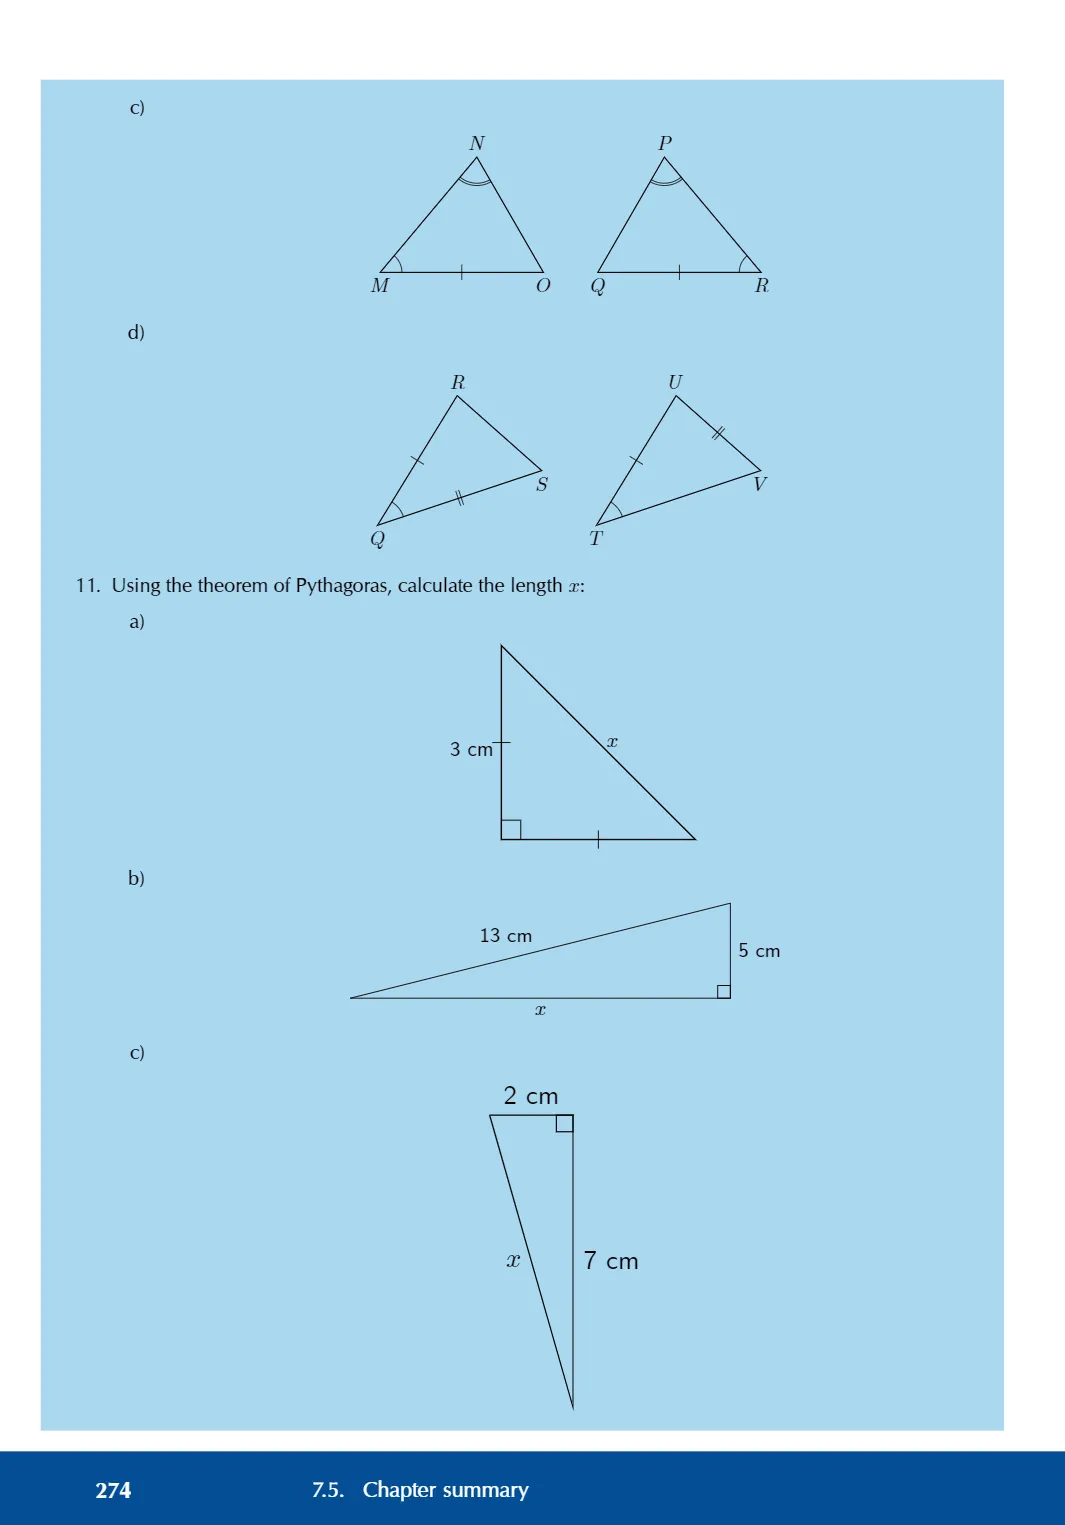 c)
N
P
M
O
Q
R
d)
R
U
S
V
Q
T
11. Using the theorem of Pythagoras, calculate the length x:
a)
3 cm
x
b)
13 cm
5 cm
x
c)
2 cm
x
7 cm
274 7.5. Chapter summary